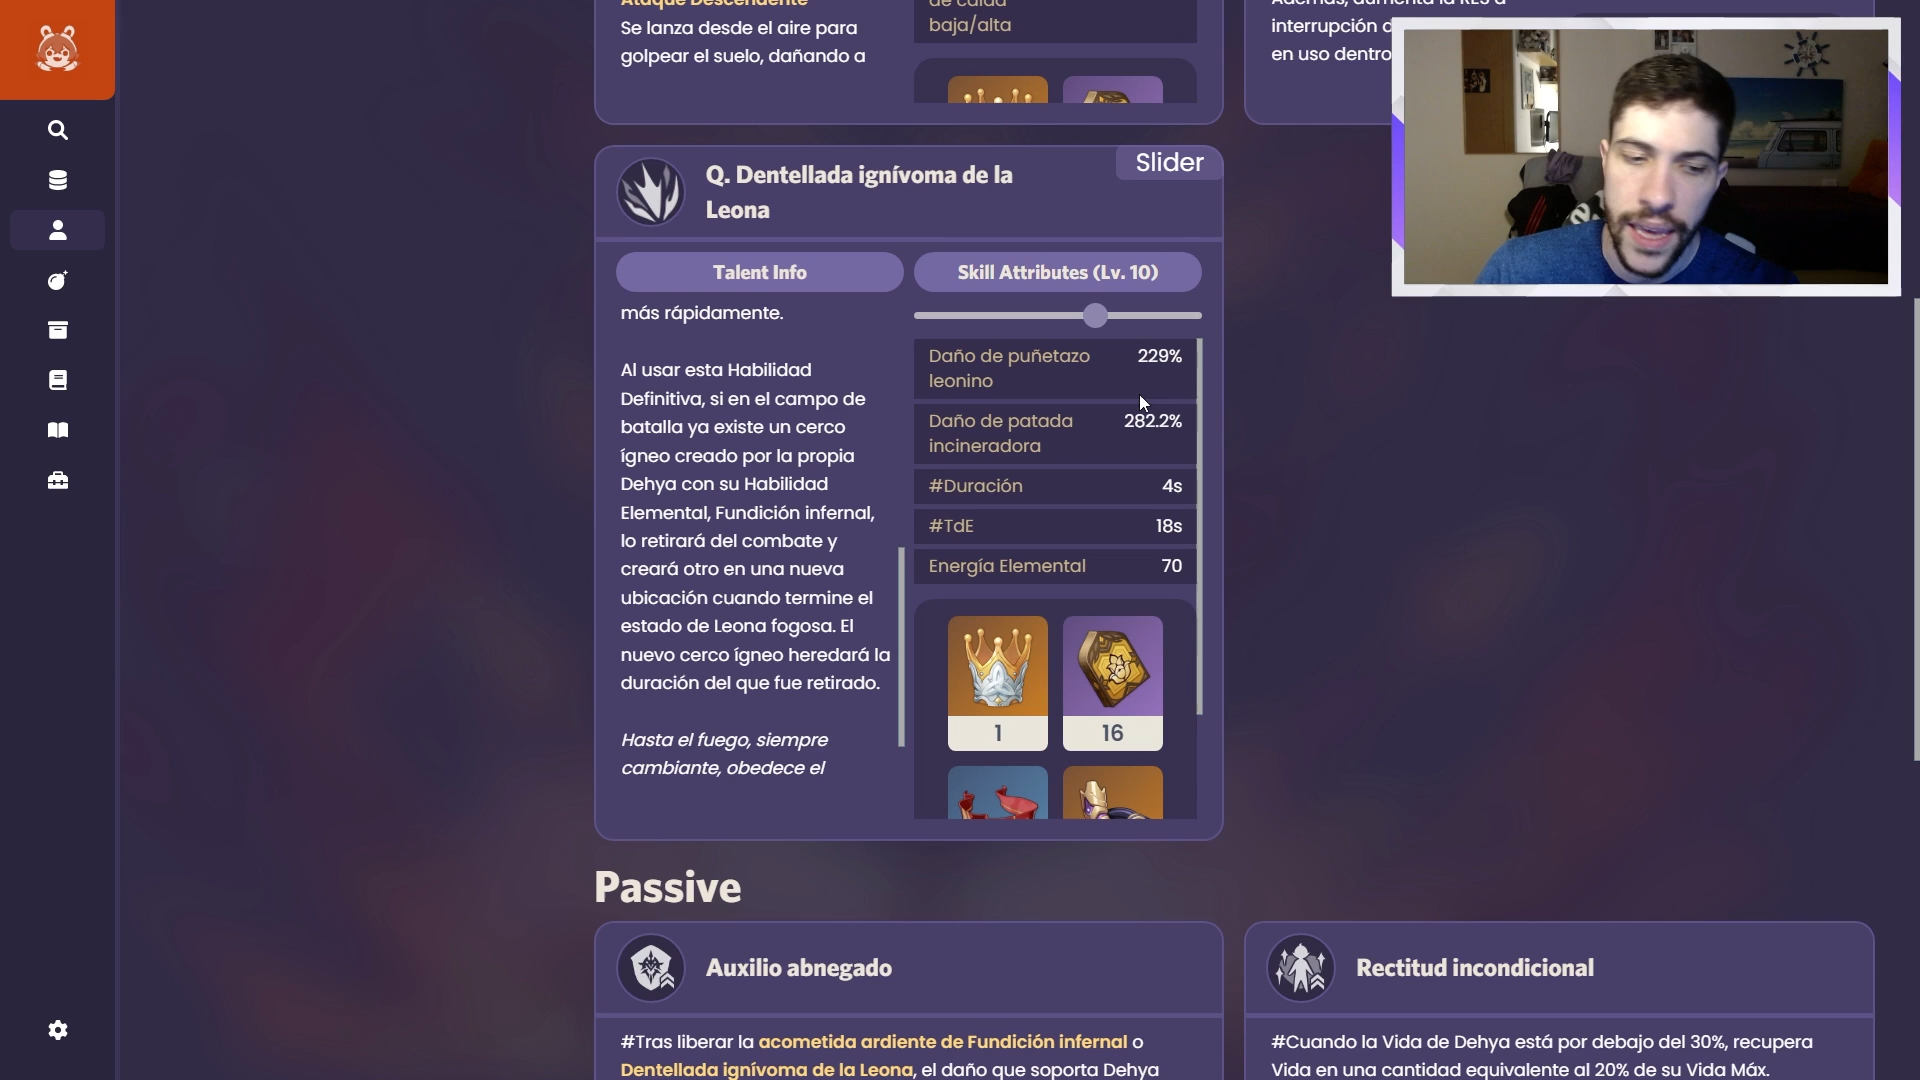 Ataque Descendente
Se lanza desde el aire para
golpear el suelo, dañando a
de caída
baja/alta
Además, aumenta la RES a
interrupción d
en uso dentro
Q. Dentellada ignívoma de la
Leona
Slider
Talent Info
Skill Attributes (Lv. 10)
más rápidamente.
Al usar esta Habilidad
Definitiva, si en el campo de
batalla ya existe un cerco
ígneo creado por la propia
Dehya con su Habilidad
Elemental, Fundición infernal,
lo retirará del combate y
creará otro en una nueva
ubicación cuando termine el
estado de Leona fogosa. El
nuevo cerco ígneo heredará la
duración del que fue retirado.
Hasta el fuego, siempre
cambiante, obedece el
Daño de puñetazo
leonino
229%
Daño de patada
incineradora
282.2%
#Duración 4s
#TdE 18s
Energía Elemental 70
1
16
Passive
Auxilio abnegado
#Tras liberar la acometida ardiente de Fundición infernal o
Dentellada ignívoma de la Leona, el daño que soporta Dehya
Rectitud incondicional
#Cuando la Vida de Dehya está por debajo del 30%, recupera
Vida en una cantidad equivalente al 20% de su Vida Máx.